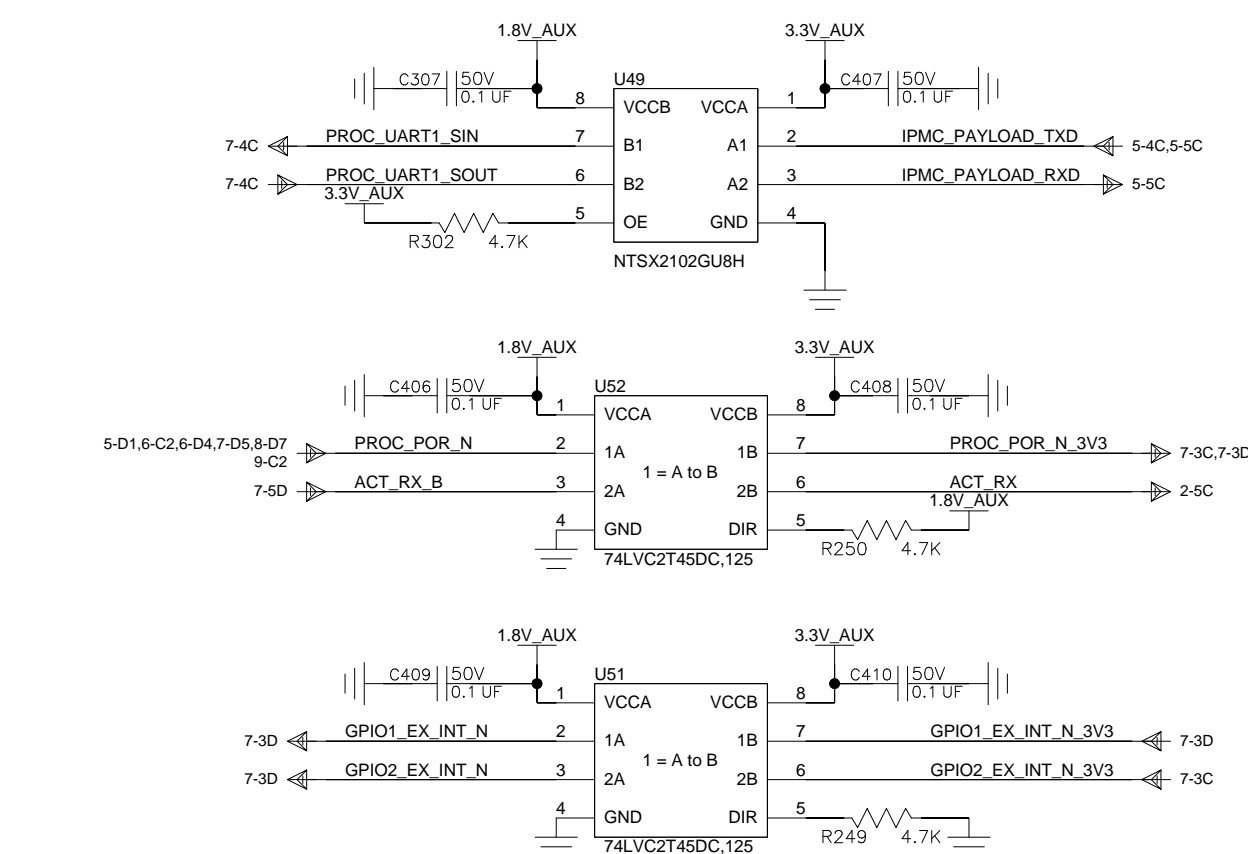 1.8V_AUX 3.3V_AUX
C307 50V 0.1 UF U49 C407 50V 0.1 UF
8 VCCB VCCA 1
7-4C PROC_UART1_SIN 7 B1 A1 2 IPMC_PAYLOAD_TXD 5-4C,5-5C
7-4C PROC_UART1_SOUT 6 B2 A2 3 IPMC_PAYLOAD_RXD 5-5C
3.3V_AUX
R302 4.7K 5 OE GND 4
NTSX2102GU8H
1.8V_AUX 3.3V_AUX
C406 50V 0.1 UF U52 C408 50V 0.1 UF
1 VCCA VCCB 8
5-D1,6-C2,6-D4,7-D5,8-D7
9-C2
PROC_POR_N 2 1A 1B 7 PROC_POR_N_3V3 7-3C,7-3D
1 = A to B
7-5D ACT_RX_B 3 2A 2B 6 ACT_RX 2-5C
1.8V_AUX
4 GND DIR 5 R250 4.7K
74LVC2T45DC,125
1.8V_AUX 3.3V_AUX
C409 50V 0.1 UF U51 C410 50V 0.1 UF
1 VCCA VCCB 8
7-3D GPIO1_EX_INT_N 2 1A 1B 7 GPIO1_EX_INT_N_3V3 7-3D
1 = A to B
7-3D GPIO2_EX_INT_N 3 2A 2B 6 GPIO2_EX_INT_N_3V3 7-3C
4 GND DIR 5 R249 4.7K
74LVC2T45DC,125